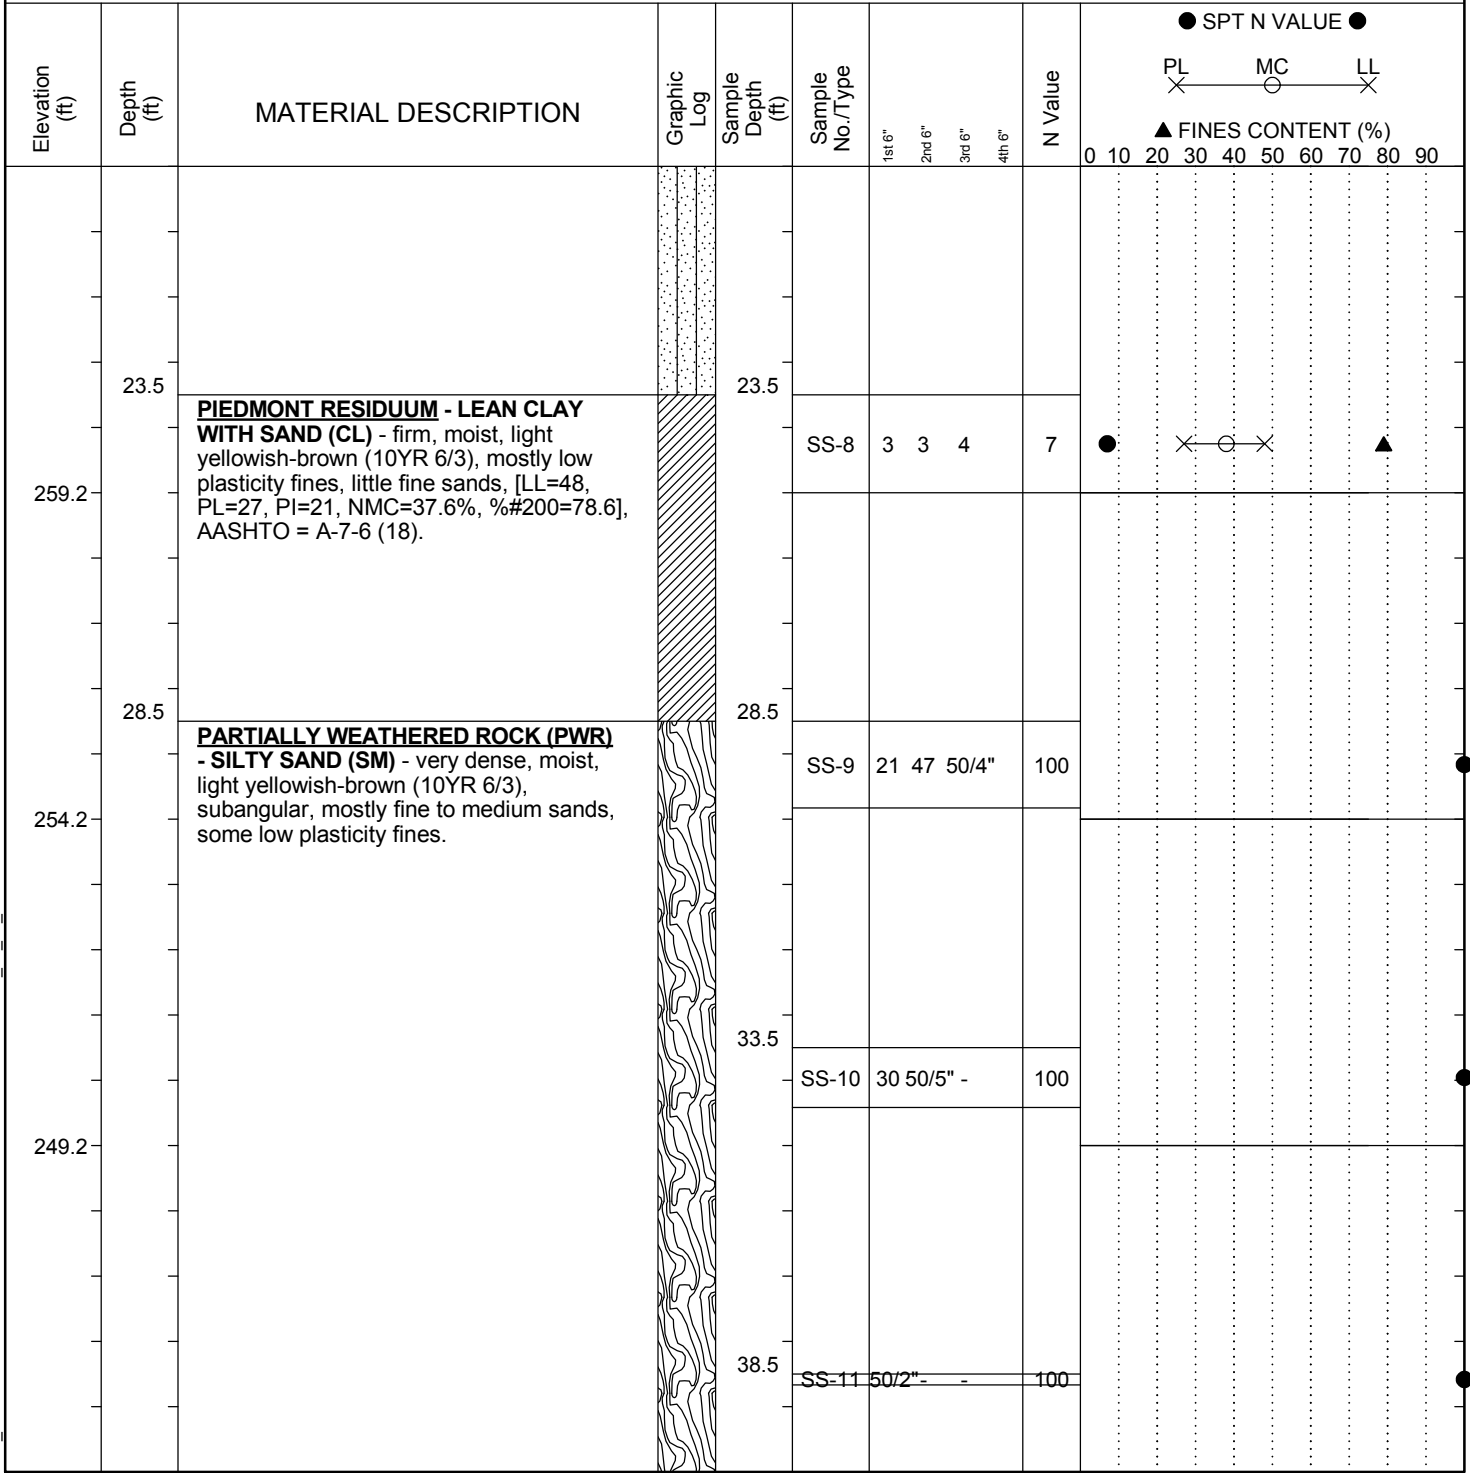 ● SPT N VALUE ●
PL MC LL
▲ FINES CONTENT (%)
0 10 20 30 40 50 60 70 80 90
Elevation
(ft)
Depth
(ft)
MATERIAL DESCRIPTION
Graphic
Log
Sample
Depth
(ft)
Sample
No./Type
1st 6"
2nd 6"
3rd 6"
4th 6"
N Value
23.5
23.5
PIEDMONT RESIDUUM - LEAN CLAY
WITH SAND (CL) - firm, moist, light
yellowish-brown (10YR 6/3), mostly low
plasticity fines, little fine sands, [LL=48,
PL=27, PI=21, NMC=37.6%, %#200=78.6],
AASHTO = A-7-6 (18).
SS-8 3 3 4 7
259.2
28.5
28.5
PARTIALLY WEATHERED ROCK (PWR)
- SILTY SAND (SM) - very dense, moist,
light yellowish-brown (10YR 6/3),
subangular, mostly fine to medium sands,
some low plasticity fines.
SS-9 21 47 50/4" 100
254.2
33.5
SS-10 30 50/5" - 100
249.2
38.5
SS-11 50/2" - - 100